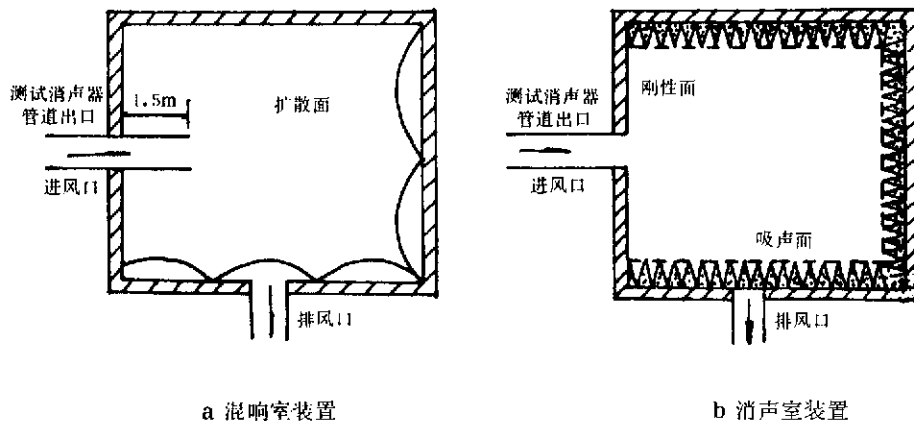 测试消声器
管道出口
1.5m
扩散面
进风口
排风口
a 混响室装置
测试消声器
管道出口
刚性面
进风口
吸声面
排风口
b 消声室装置